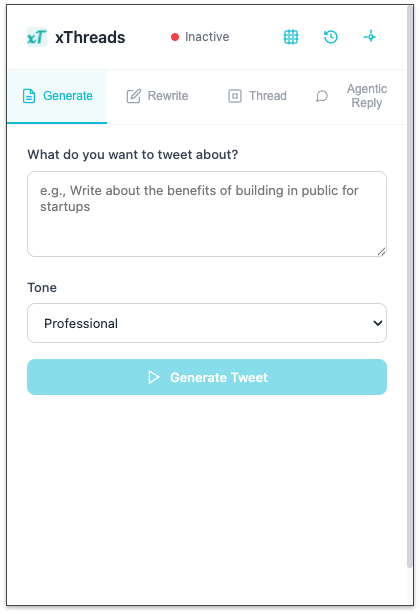 xT xThreads Inactive
Generate Rewrite Thread Agentic
Reply
What do you want to tweet about?
e.g., Write about the benefits of building in public for
startups
Tone
Professional
Generate Tweet